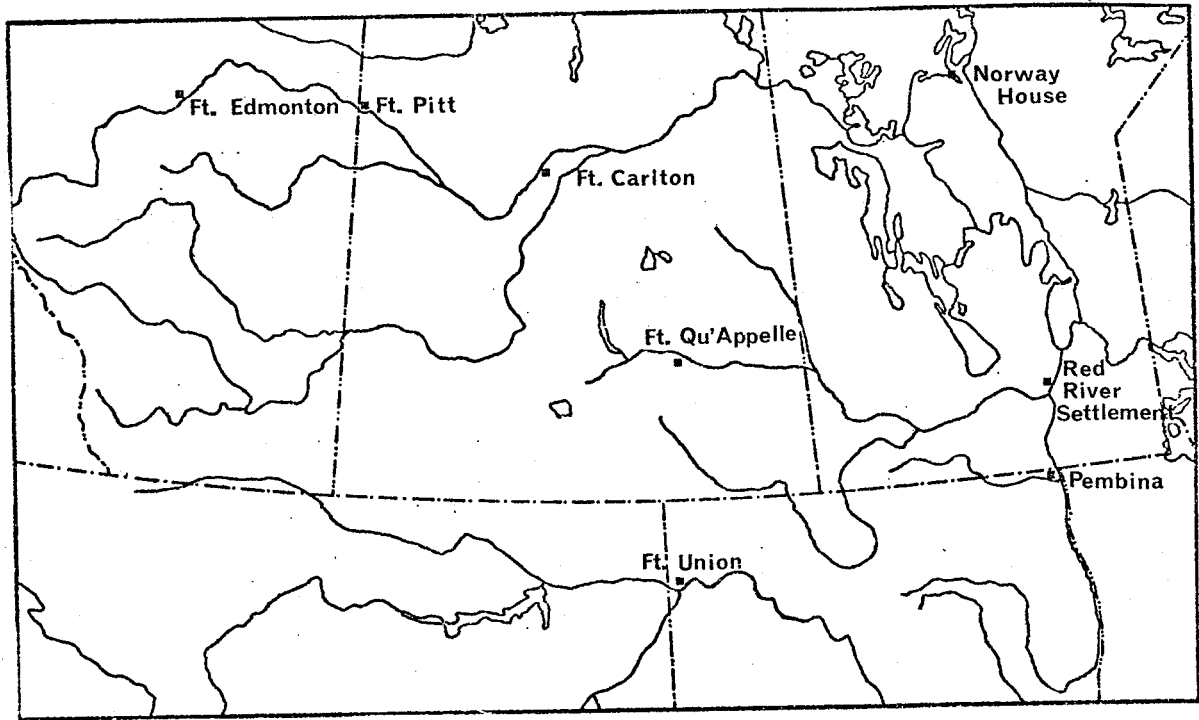 Norway
House
Ft. Edmonton
Ft. Pitt
Ft. Carlton
Ft. Qu'Appelle
Red
River
Settlement
Pembina
Ft. Union